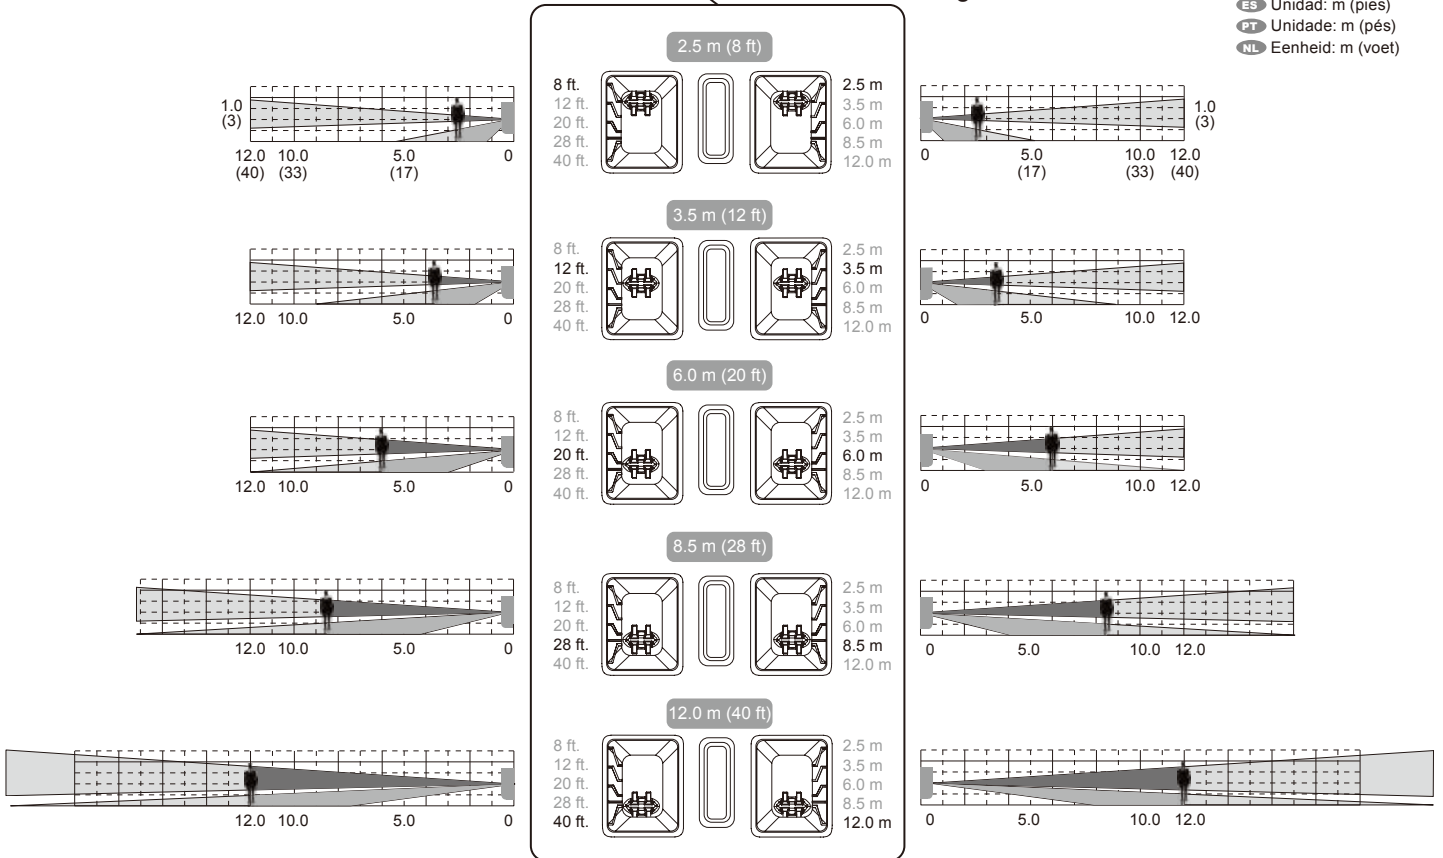 g
ES Unidad: m (pies)
PT Unidade: m (pés)
NL Eenheid: m (voet)
2.5 m (8 ft)
8 ft. 2.5 m
12 ft. 3.5 m
20 ft. 6.0 m
28 ft. 8.5 m
40 ft. 12.0 m
1.0
(3)
12.0 10.0 5.0 0
(40) (33) (17)
1.0
(3)
0 5.0 10.0 12.0
(17) (33) (40)
3.5 m (12 ft)
8 ft. 2.5 m
12 ft. 3.5 m
20 ft. 6.0 m
28 ft. 8.5 m
40 ft. 12.0 m
12.0 10.0 5.0 0
0 5.0 10.0 12.0
6.0 m (20 ft)
8 ft. 2.5 m
12 ft. 3.5 m
20 ft. 6.0 m
28 ft. 8.5 m
40 ft. 12.0 m
12.0 10.0 5.0 0
0 5.0 10.0 12.0
8.5 m (28 ft)
8 ft. 2.5 m
12 ft. 3.5 m
20 ft. 6.0 m
28 ft. 8.5 m
40 ft. 12.0 m
12.0 10.0 5.0 0
0 5.0 10.0 12.0
12.0 m (40 ft)
8 ft. 2.5 m
12 ft. 3.5 m
20 ft. 6.0 m
28 ft. 8.5 m
40 ft. 12.0 m
12.0 10.0 5.0 0
0 5.0 10.0 12.0